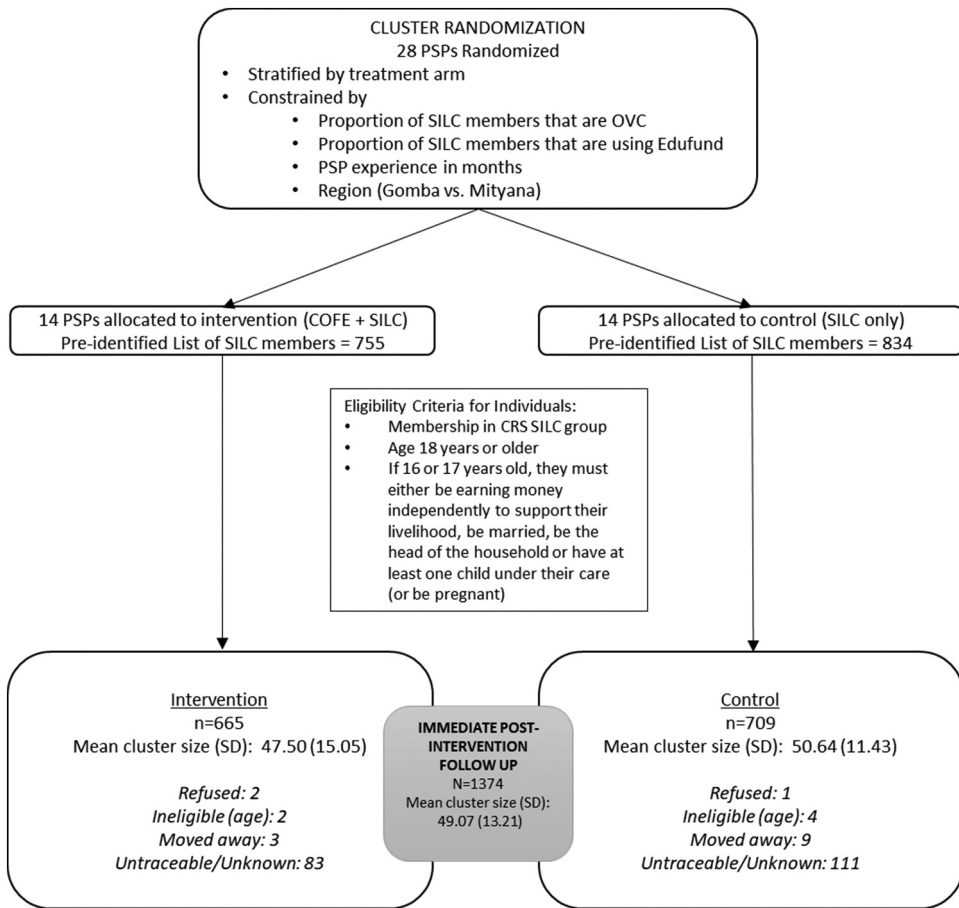 CLUSTER RANDOMIZATION
28 PSPs Randomized
• Stratified by treatment arm
• Constrained by
• Proportion of SILC members that are OVC
• Proportion of SILC members that are using Edufund
• PSP experience in months
• Region (Gomba vs. Mityana)
14 PSPs allocated to intervention (COFE + SILC)
Pre-identified List of SILC members = 755
14 PSPs allocated to control (SILC only)
Pre-identified List of SILC members = 834
Eligibility Criteria for Individuals:
• Membership in CRS SILC group
• Age 18 years or older
• If 16 or 17 years old, they must
either be earning money
independently to support their
livelihood, be married, be the
head of the household or have at
least one child under their care
(or be pregnant)
Intervention
n=665
Mean cluster size (SD): 47.50 (15.05)
Refused: 2
Ineligible (age): 2
Moved away: 3
Untraceable/Unknown: 83
IMMEDIATE POST-
INTERVENTION
FOLLOW UP
N=1374
Mean cluster size (SD):
49.07 (13.21)
Control
n=709
Mean cluster size (SD): 50.64 (11.43)
Refused: 1
Ineligible (age): 4
Moved away: 9
Untraceable/Unknown: 111